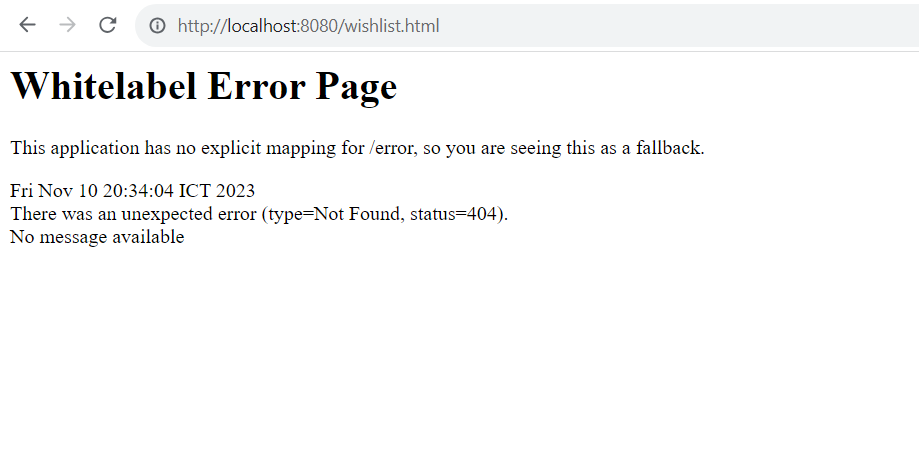 http://localhost:8080/wishlist.html
Whitelabel Error Page
This application has no explicit mapping for /error, so you are seeing this as a fallback.
Fri Nov 10 20:34:04 ICT 2023
There was an unexpected error (type=Not Found, status=404).
No message available